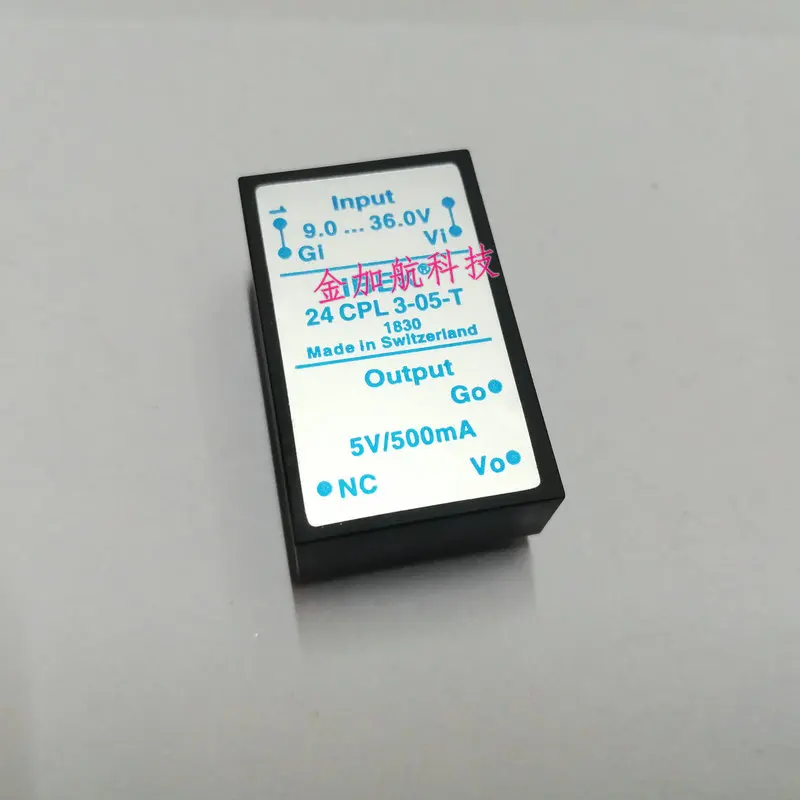 Input
1
9.0 ... 36.0V
Gi Vi
金加航科技
®
24 CPL 3-05-T
1830
Made in Switzerland
Output
Go
5V/500mA
NC Vo